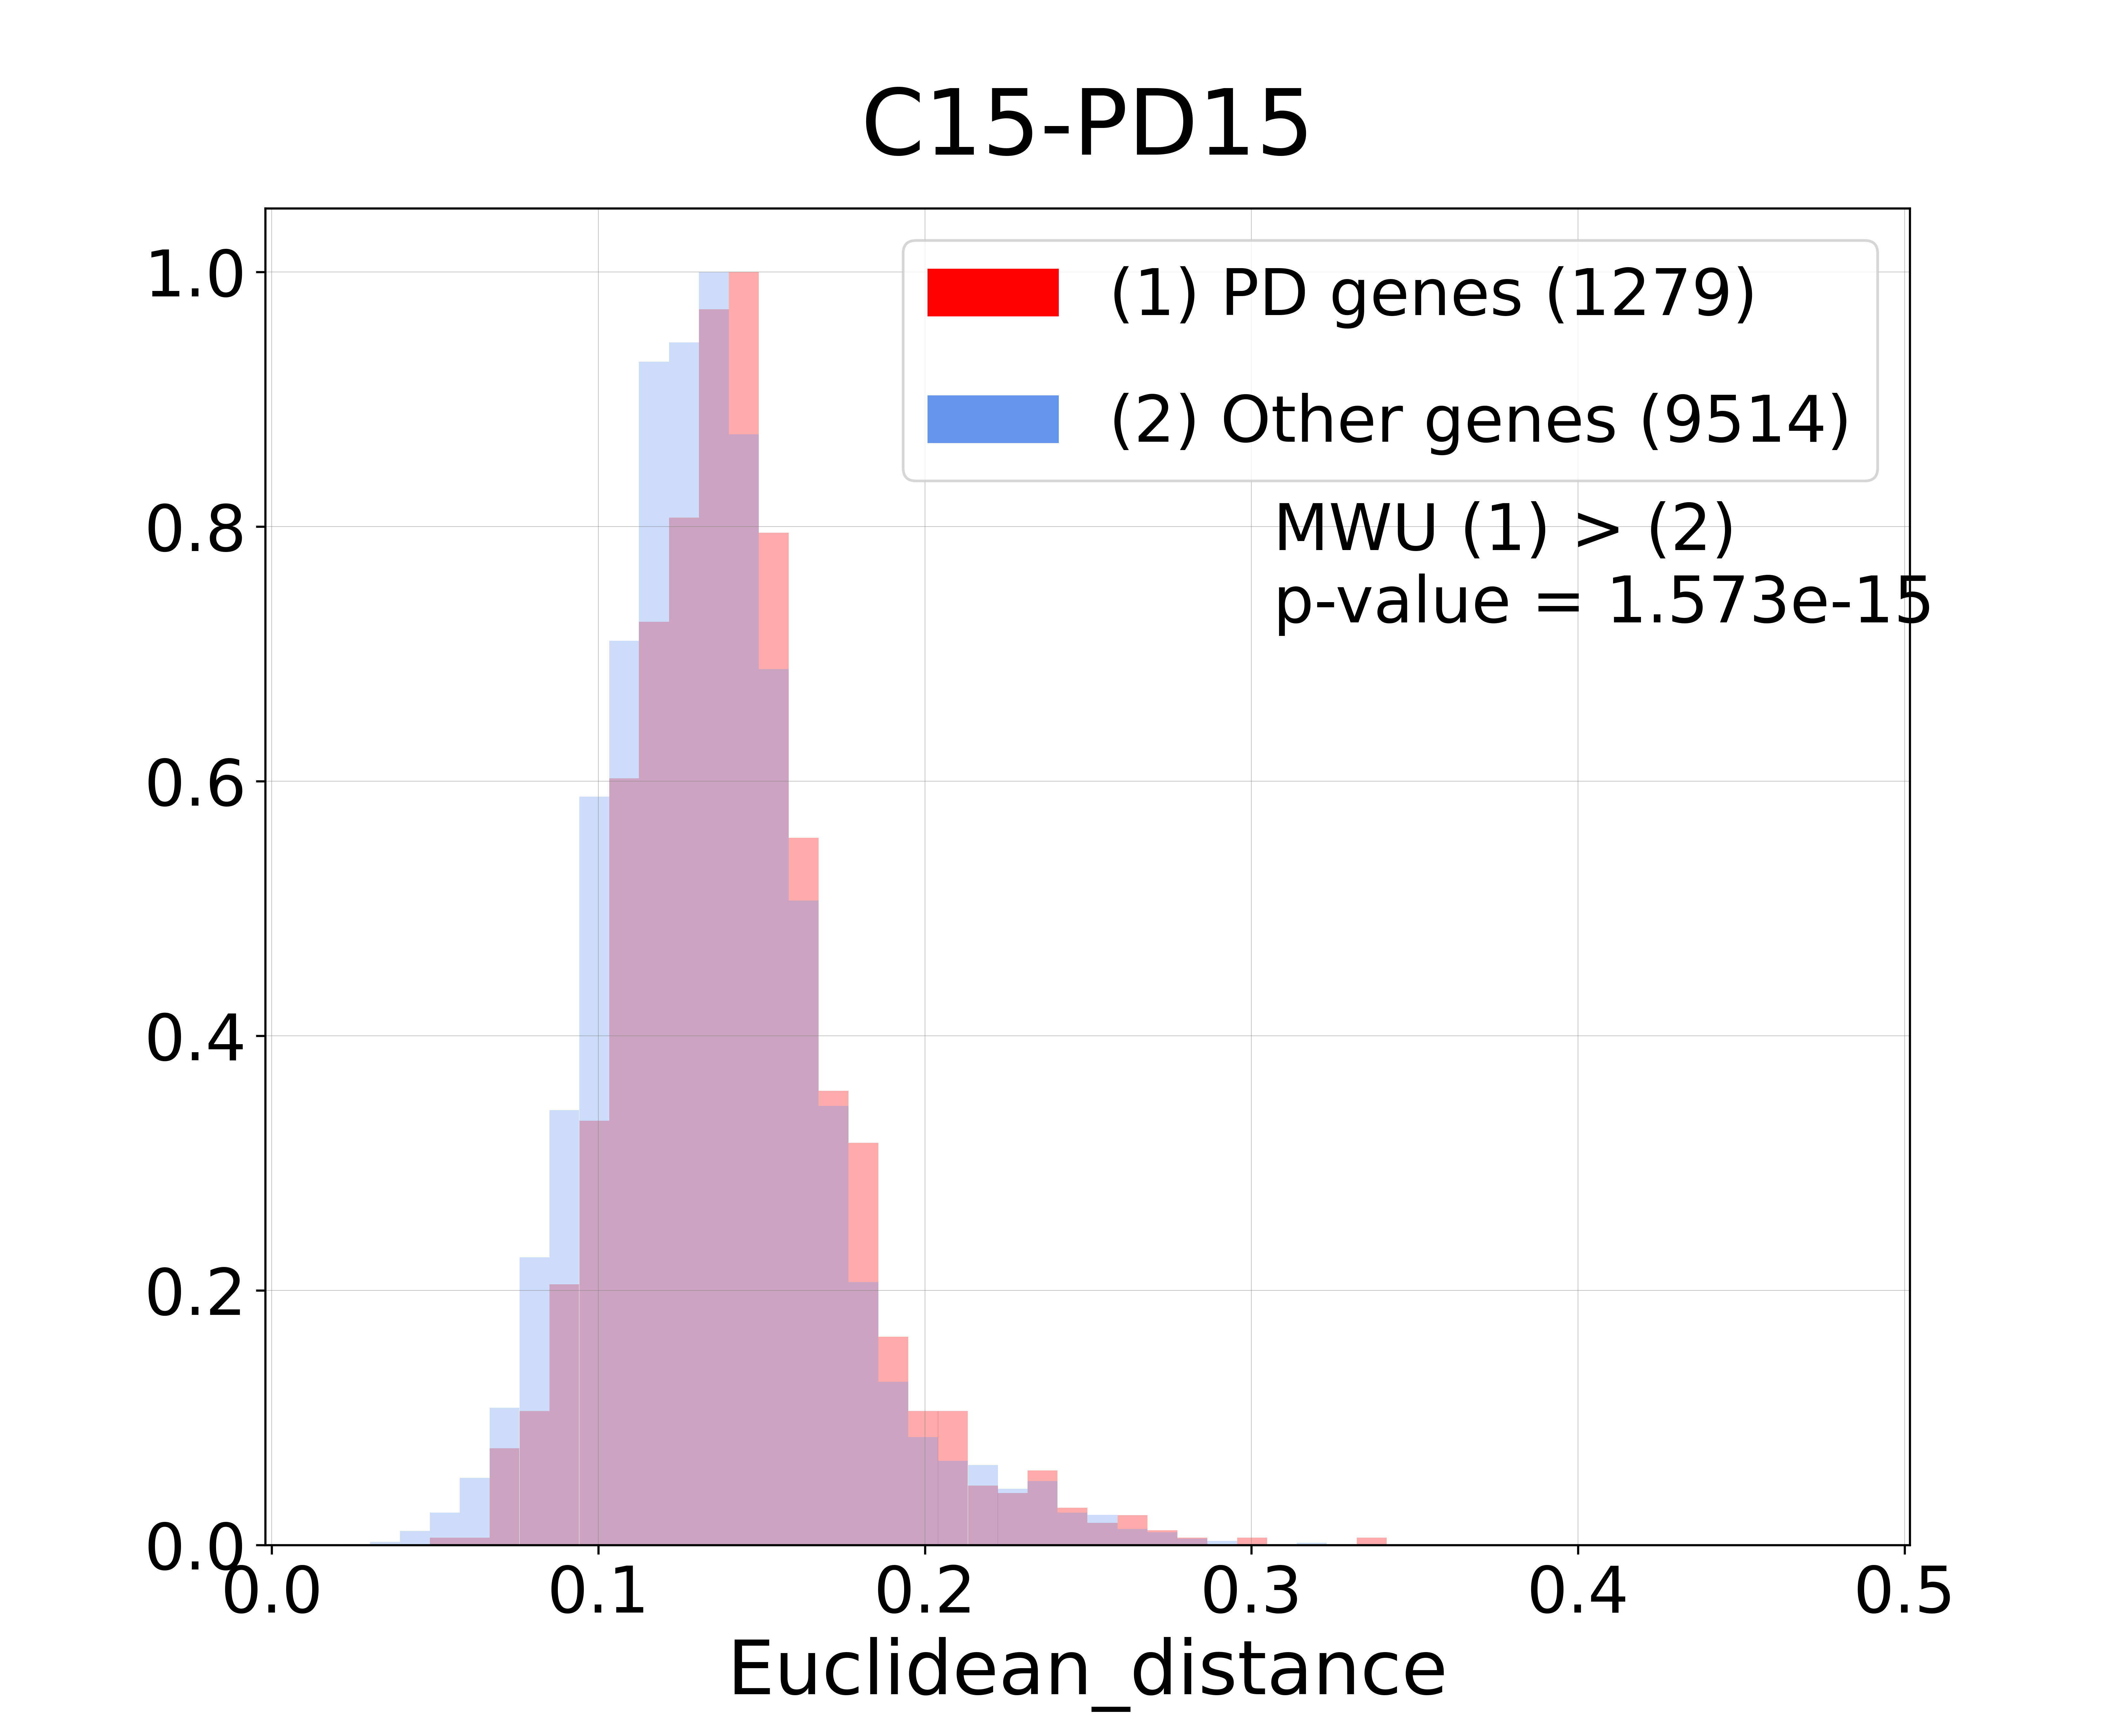 C15-PD15
(1) PD genes (1279)
(2) Other genes (9514)
MWU (1) > (2)
p-value = 1.573e-15
1.0
0.8
0.6
0.4
0.2
0.0
0.0 0.1 0.2 0.3 0.4 0.5
Euclidean_distance